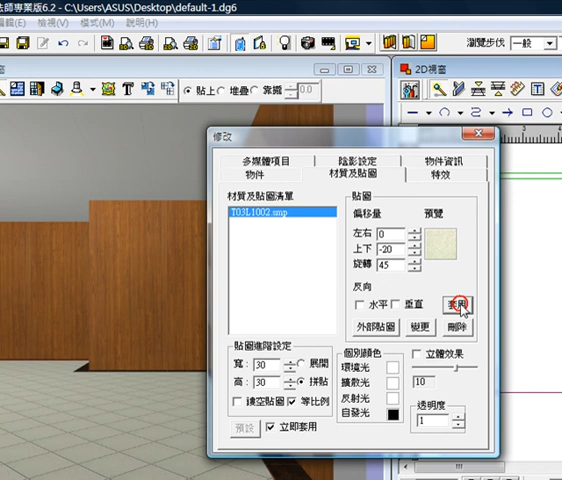 法師專業版6.2 - C:\Users\ASUS\Desktop\default-1.dg6
檢視(V) 模式(M) 說明(H)
瀏覽步伐 一般
2D視窗
貼上 堆疊 靠攏 0.0
修改
多媒體項目 陰影設定 物件資訊
物件 材質及貼圖 特效
材質及貼圖清單
T03L1002.ump
貼圖
偏移量 預覽
左右 0
上下 -20
旋轉 45
反向
水平 垂直 套用
外部貼圖 變更 刪除
貼圖進階設定
寬: 30 展開
高: 30 拼貼
鏤空貼圖 等比例
預設 立即套用
個別顏色
環境光
擴散光
反射光
自發光
立體效果
10
透明度
1